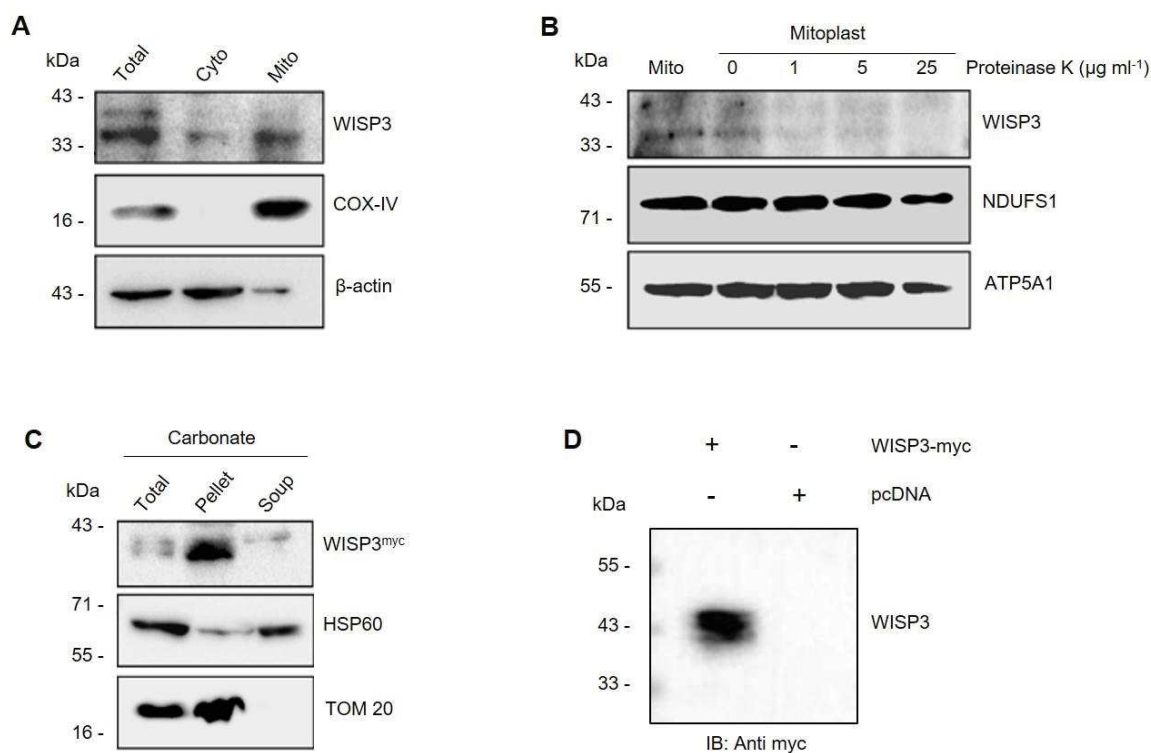 A
kDa
Total Cyto Mito
43 -
33 -
WISP3
16 -
COX-IV
43 -
β-actin
B
Mitoplast
kDa
Mito 0 1 5 25 Proteinase K (µg ml-1)
43 -
33 -
WISP3
71 -
NDUFS1
55 -
ATP5A1
C
Carbonate
kDa
Total Pellet Soup
43 -
WISP3myc
71 -
HSP60
55 -
TOM 20
16 -
D
+ - WISP3-myc
- + pcDNA
kDa
55 -
43 -
WISP3
33 -
IB: Anti myc